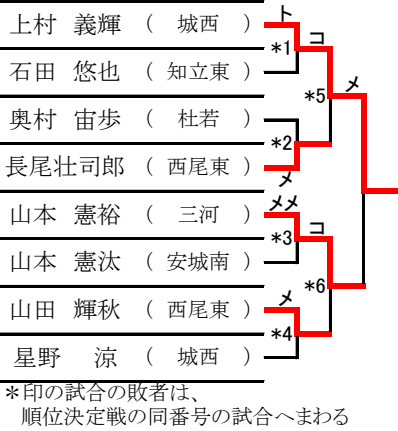 上村 義輝 ( 城西 ) ト
*1 コ
石田 悠也 ( 知立東 )
*5 メ
奥村 宙歩 ( 杜若 )
*2
長尾壮司郎 ( 西尾東 )
メ
山本 憲裕 ( 三河 ) メメ
*3 コ
山本 憲汰 ( 安城南 )
*6
山田 輝秋 ( 西尾東 ) メ
*4
星野 涼 ( 城西 )
＊印の試合の敗者は、
順位決定戦の同番号の試合へまわる